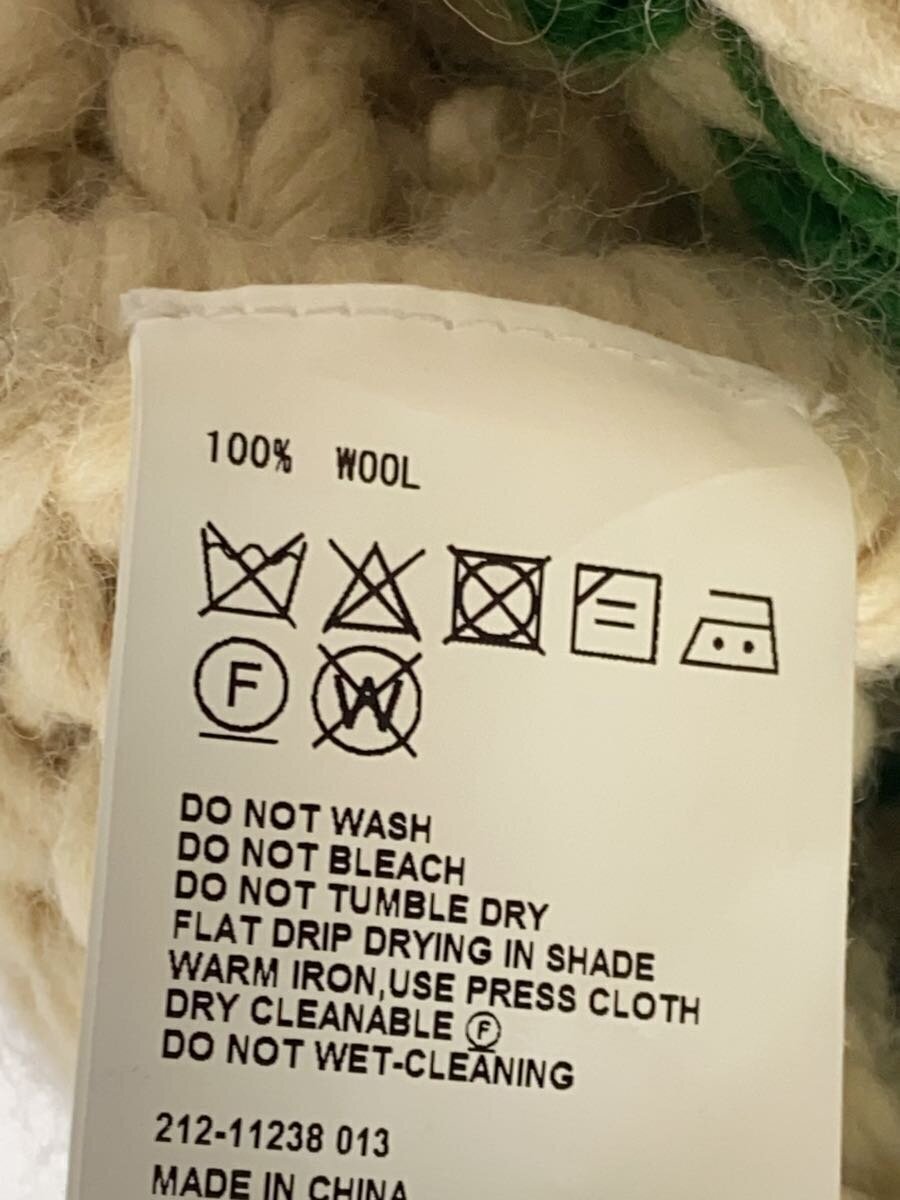 100% WOOL
F W
DO NOT WASH
DO NOT BLEACH
DO NOT TUMBLE DRY
FLAT DRIP DRYING IN SHADE
WARM IRON,USE PRESS CLOTH
DRY CLEANABLE Ⓕ
DO NOT WET-CLEANING
212-11238 013
MADE IN CHINA